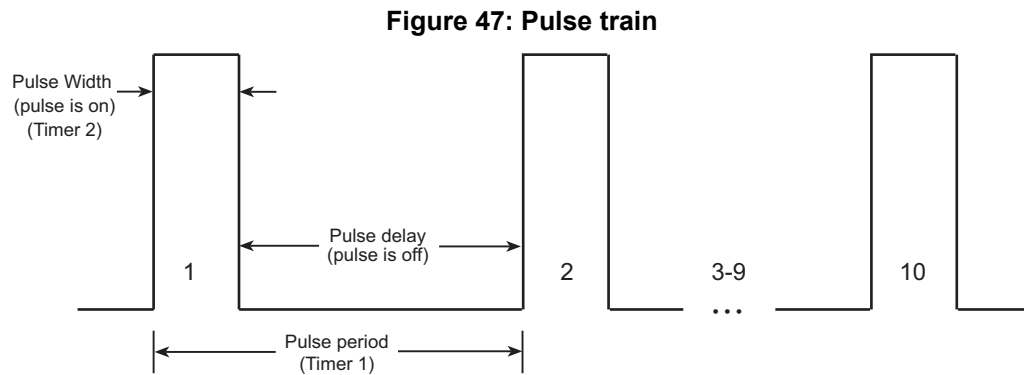 Figure 47: Pulse train
Pulse Width
(pulse is on)
(Timer 2)
Pulse delay
(pulse is off)
1
2
3-9
10
...
Pulse period
(Timer 1)